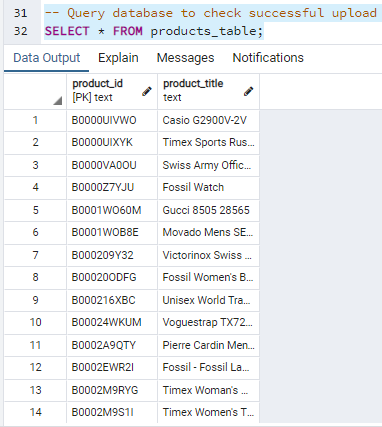 31 -- Query database to check successful upload
32 SELECT * FROM products_table;
Data Output Explain Messages Notifications
product_id product_title
[PK] text text
1 B0000UIVWO Casio G2900V-2V
2 B0000UIXYK Timex Sports Rus...
3 B0000VA0OU Swiss Army Offic...
4 B0000Z7YJU Fossil Watch
5 B0001WO60M Gucci 8505 28565
6 B0001WOB8E Movado Mens SE...
7 B000209Y32 Victorinox Swiss ...
8 B00020ODFG Fossil Women's B...
9 B000216XBC Unisex World Tra...
10 B00024WKUM Voguestrap TX72...
11 B0002A9QTY Pierre Cardin Men...
12 B0002EWR2I Fossil - Fossil La...
13 B0002M9RYG Timex Woman's ...
14 B0002M9S1I Timex Women's T...